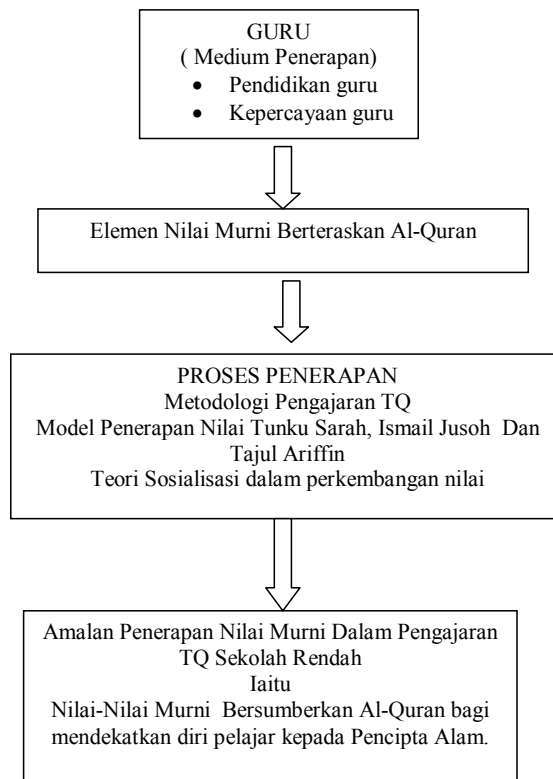 GURU
( Medium Penerapan)
• Pendidikan guru
• Kepercayaan guru
Elemen Nilai Murni Berteraskan Al-Quran
PROSES PENERAPAN
Metodologi Pengajaran TQ
Model Penerapan Nilai Tunku Sarah, Ismail Jusoh Dan
Tajul Ariffin
Teori Sosialisasi dalam perkembangan nilai
Amalan Penerapan Nilai Murni Dalam Pengajaran
TQ Sekolah Rendah
Iaitu
Nilai-Nilai Murni Bersumberkan Al-Quran bagi
mendekatkan diri pelajar kepada Pencipta Alam.